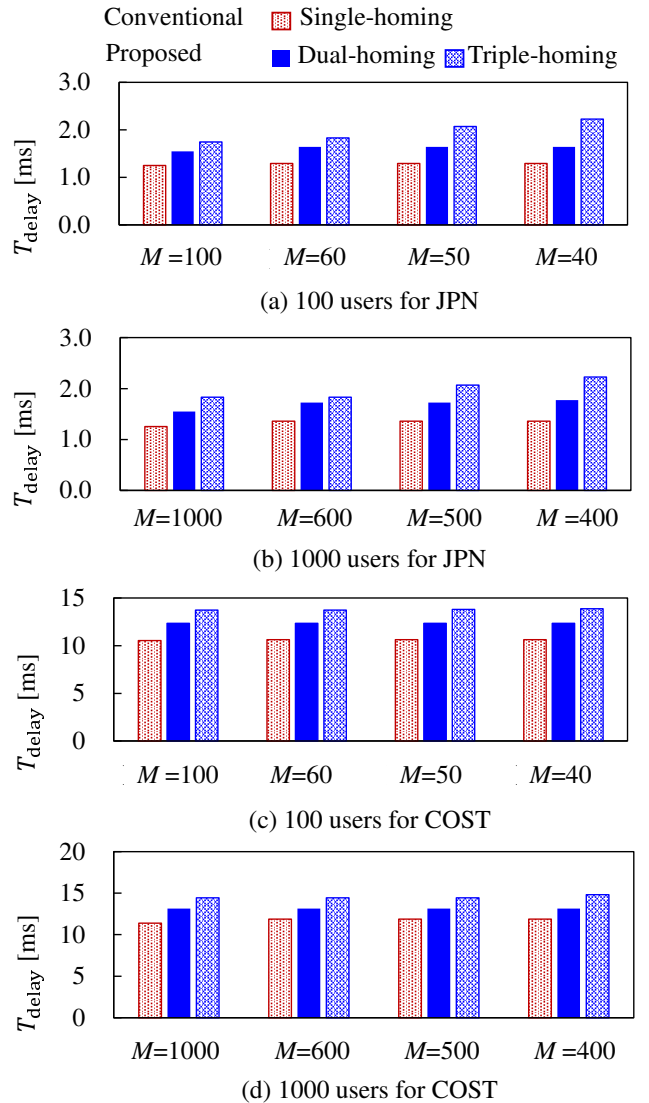 Conventional Single-homing
Proposed Dual-homing Triple-homing
3.0
2.0
1.0
0.0
T_delay [ms]
M =100 M=60 M=50 M=40
(a) 100 users for JPN
3.0
2.0
1.0
0.0
T_delay [ms]
M=1000 M=600 M=500 M =400
(b) 1000 users for JPN
15
10
5
0
T_delay [ms]
M =100 M=60 M=50 M=40
(c) 100 users for COST
20
15
10
5
0
T_delay [ms]
M=1000 M=600 M=500 M=400
(d) 1000 users for COST